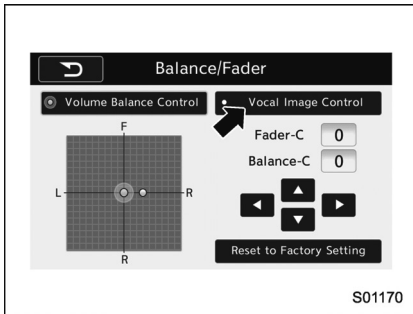 Balance/Fader
Volume Balance Control
Vocal Image Control
F
L
R
R
Fader-C 0
Balance-C 0
Reset to Factory Setting
S01170